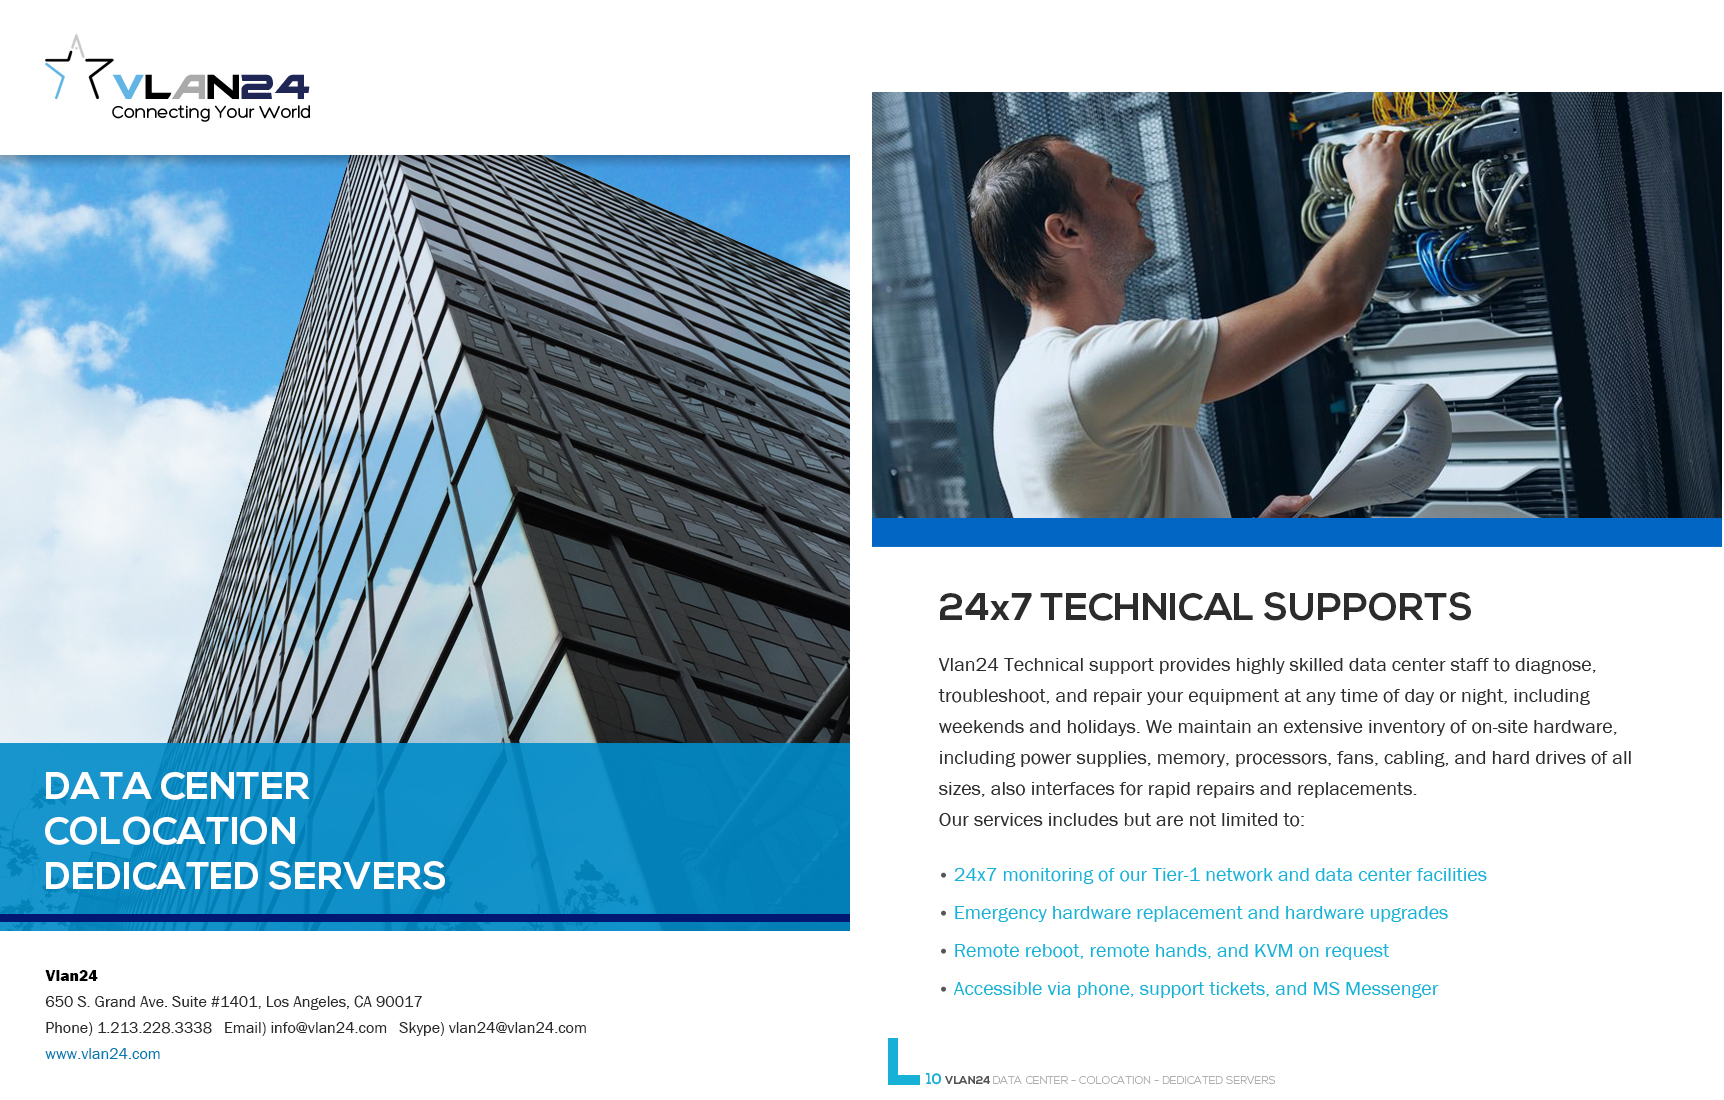 VLAN24
Connecting Your World
DATA CENTER
COLOCATION
DEDICATED SERVERS
Vlan24
650 S. Grand Ave. Suite #1401, Los Angeles, CA 90017
Phone) 1.213.228.3338 Email) info@vlan24.com Skype) vlan24@vlan24.com
www.vlan24.com
24x7 TECHNICAL SUPPORTS
Vlan24 Technical support provides highly skilled data center staff to diagnose,
troubleshoot, and repair your equipment at any time of day or night, including
weekends and holidays. We maintain an extensive inventory of on-site hardware,
including power supplies, memory, processors, fans, cabling, and hard drives of all
sizes, also interfaces for rapid repairs and replacements.
Our services includes but are not limited to:
• 24x7 monitoring of our Tier-1 network and data center facilities
• Emergency hardware replacement and hardware upgrades
• Remote reboot, remote hands, and KVM on request
• Accessible via phone, support tickets, and MS Messenger
10 VLAN24 DATA CENTER – COLOCATION – DEDICATED SERVERS